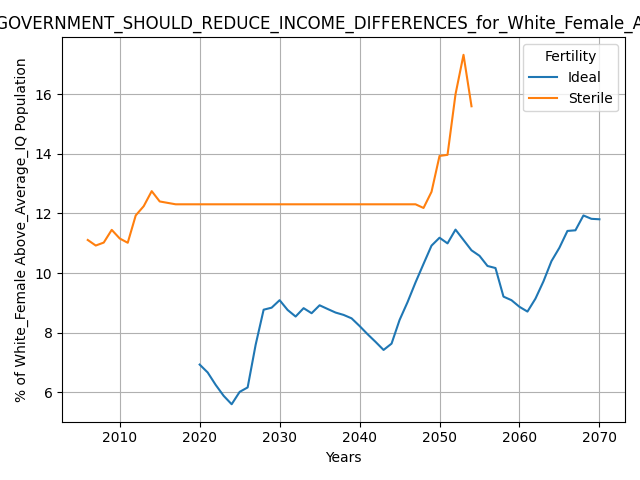 GOVERNMENT_SHOULD_REDUCE_INCOME_DIFFERENCES_for_White_Female_A
% of White_Female Above_Average_IQ Population
16
14
12
10
8
6
Fertility
Ideal
Sterile
2010 2020 2030 2040 2050 2060 2070
Years